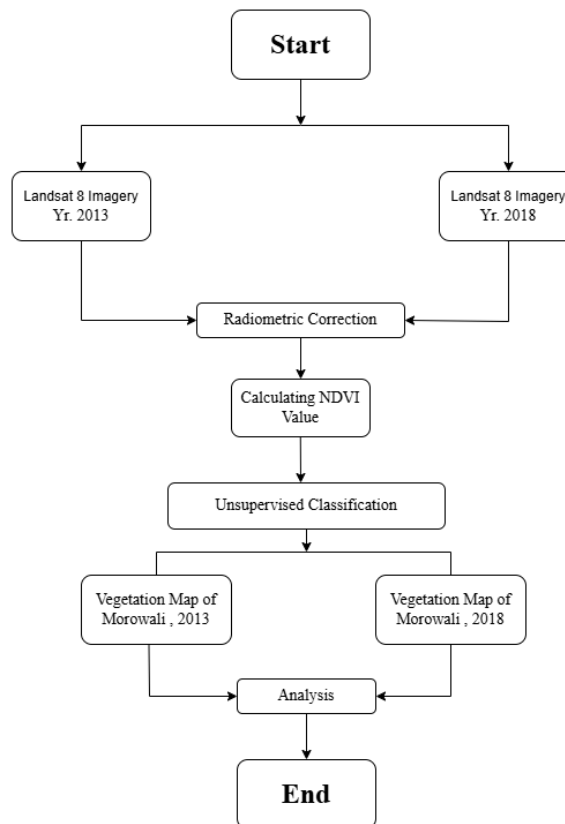 Start
Landsat 8 Imagery
Yr. 2013
Landsat 8 Imagery
Yr. 2018
Radiometric Correction
Calculating NDVI
Value
Unsupervised Classification
Vegetation Map of
Morowali , 2013
Vegetation Map of
Morowali , 2018
Analysis
End